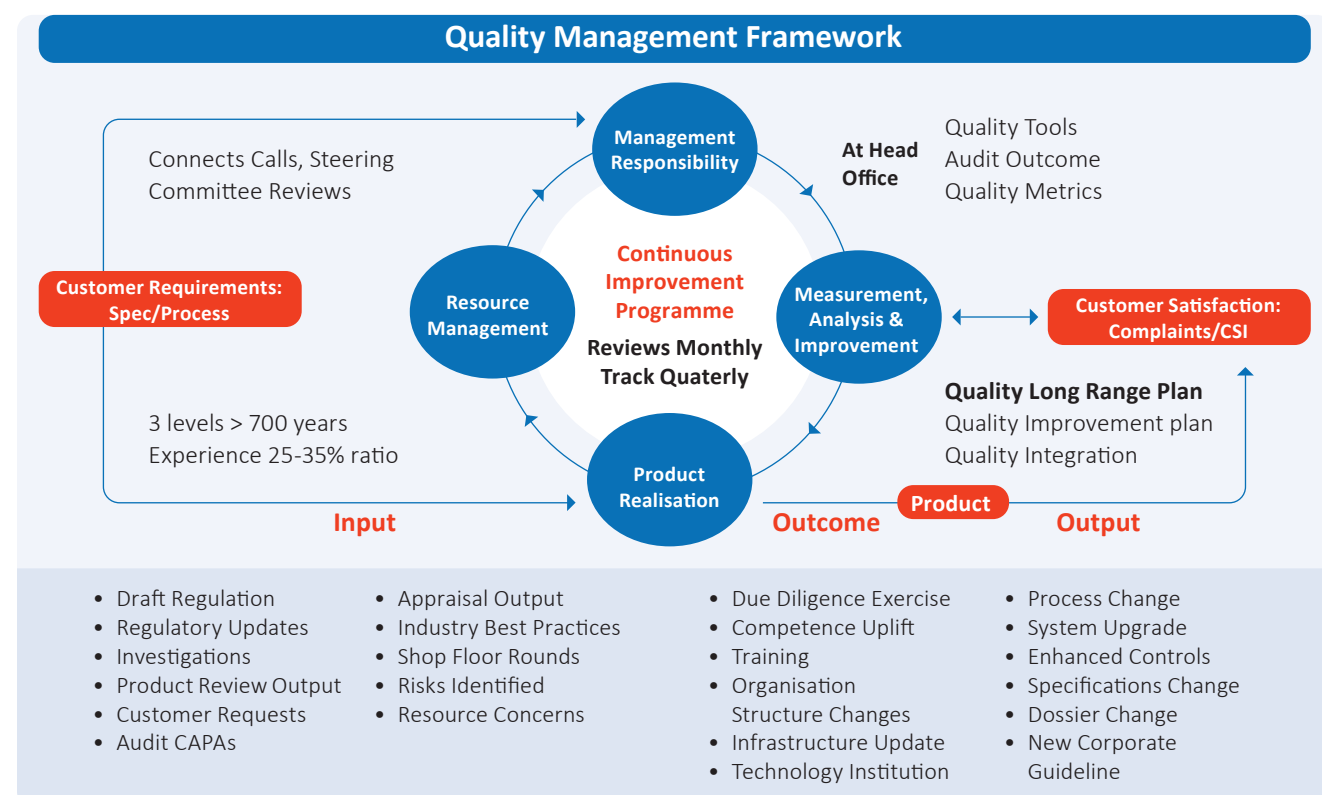 Quality Management Framework
Connects Calls, Steering
Committee Reviews
Management
Responsibility
At Head
Office
Quality Tools
Audit Outcome
Quality Metrics
Customer Requirements:
Spec/Process
Resource
Management
Continuous
Improvement
Programme
Reviews Monthly
Track Quaterly
Measurement,
Analysis &
Improvement
Customer Satisfaction:
Complaints/CSI
3 levels > 700 years
Experience 25-35% ratio
Quality Long Range Plan
Quality Improvement plan
Quality Integration
Product
Realisation
Input
Outcome
Product
Output
• Draft Regulation
• Regulatory Updates
• Investigations
• Product Review Output
• Customer Requests
• Audit CAPAs
• Appraisal Output
• Industry Best Practices
• Shop Floor Rounds
• Risks Identified
• Resource Concerns
• Due Diligence Exercise
• Competence Uplift
• Training
• Organisation
Structure Changes
• Infrastructure Update
• Technology Institution
• Process Change
• System Upgrade
• Enhanced Controls
• Specifications Change
• Dossier Change
• New Corporate
Guideline